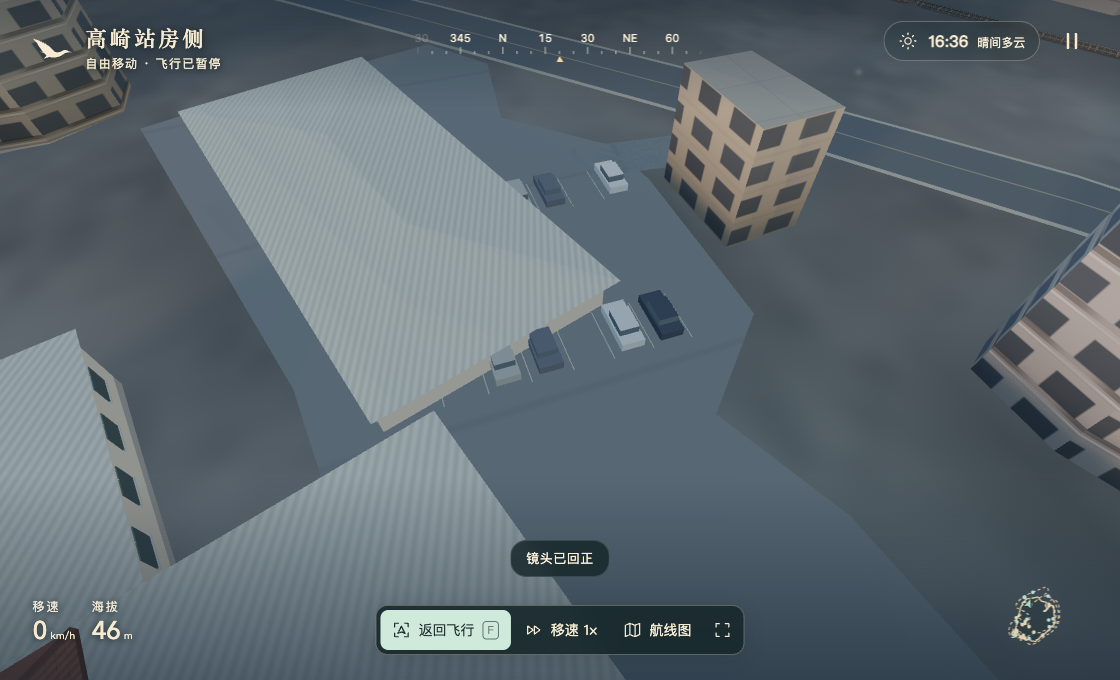 高崎站房侧
自由移动 · 飞行已暂停
30 345 N 15 30 NE 60
16:36 晴间多云
镜头已回正
移速 海拔
0 km/h 46 m
返回飞行 F 移速 1× 航线图